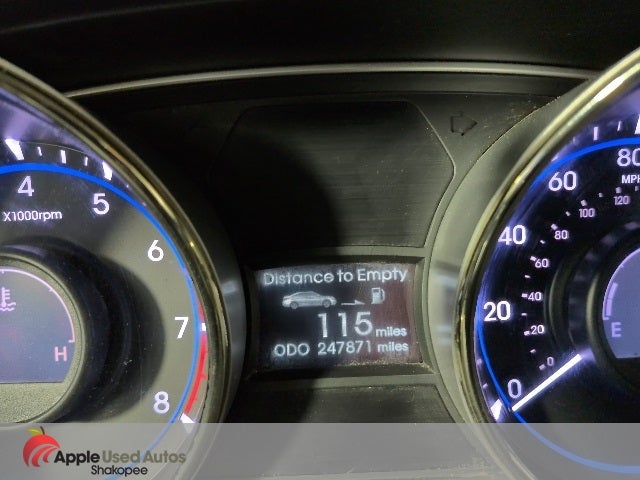 4
5
6
7
8
X1000rpm
H
Distance to Empty
115 miles
ODO 247871 miles
0
20
40
60
80
MPH
0
20
40
60
80
100
120
E
Apple Used Autos
Shakopee